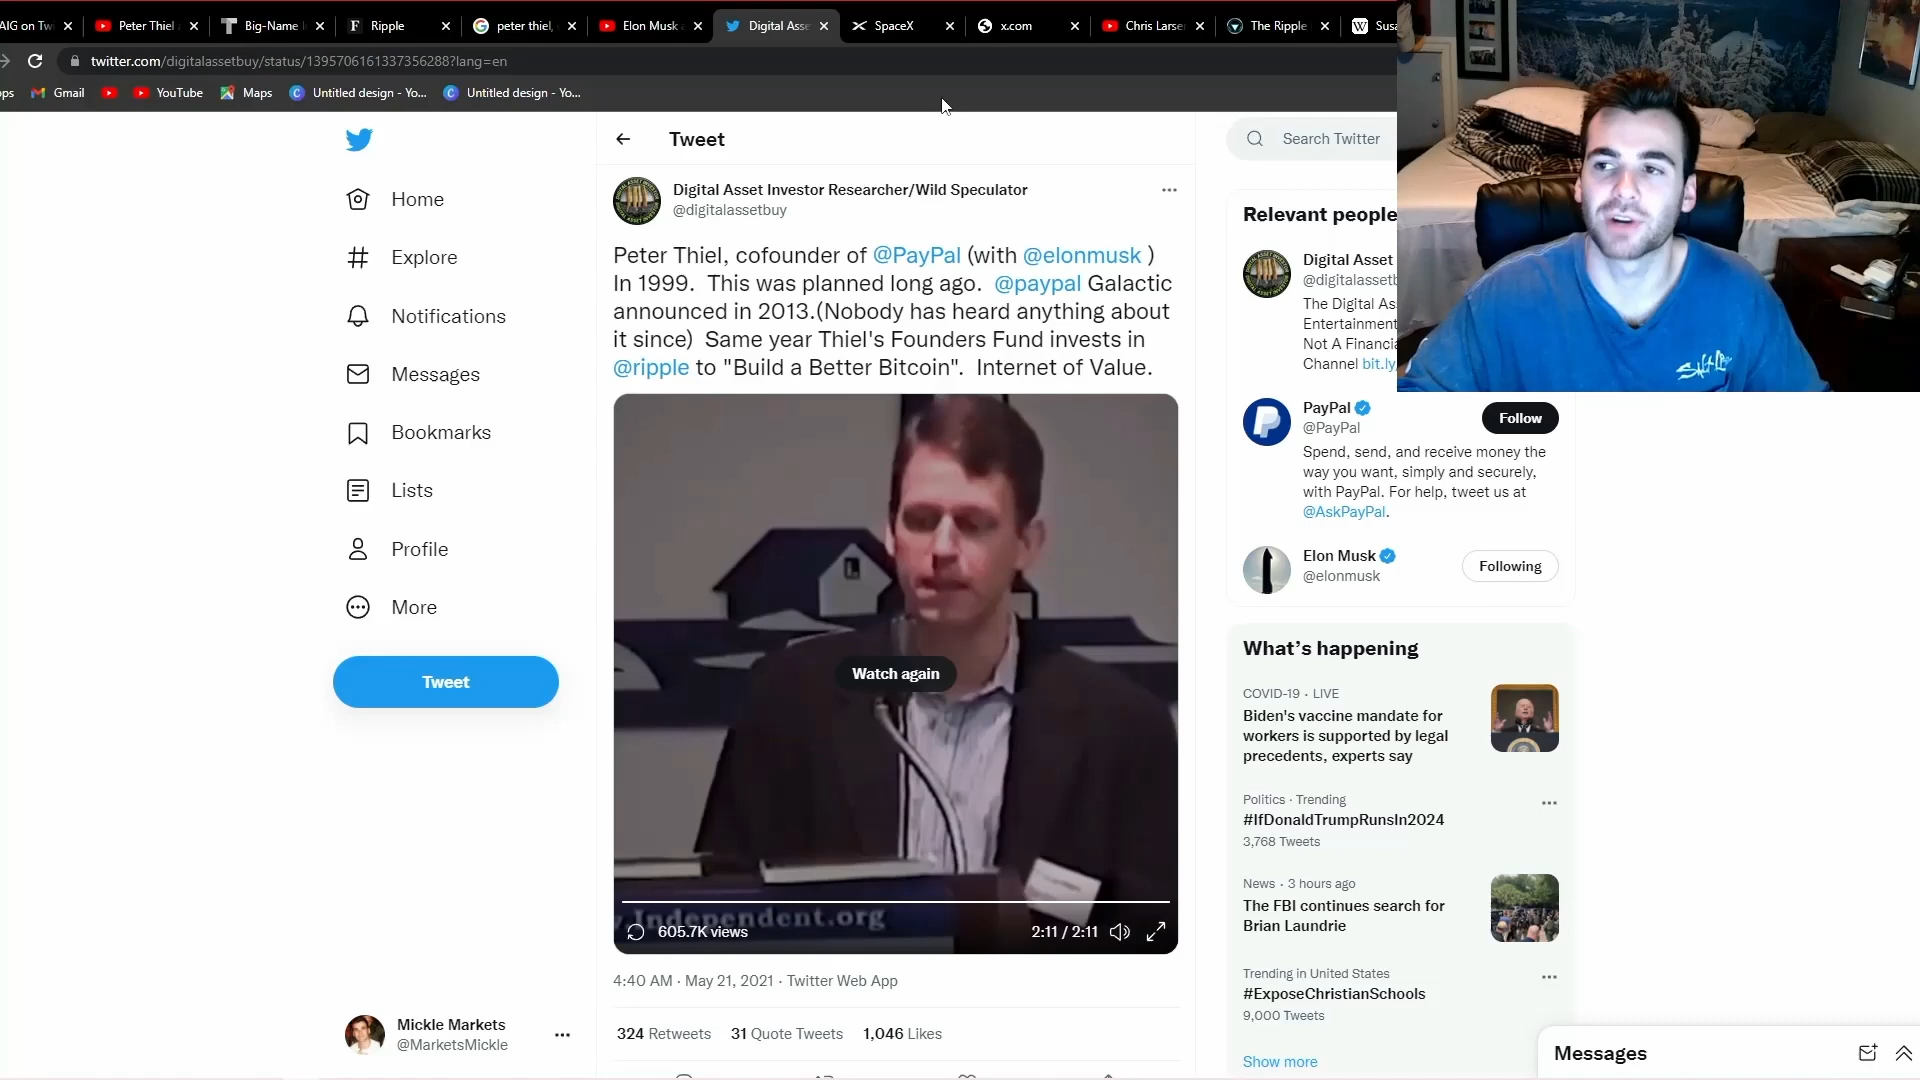 AIG on Tw
Peter Thiel
Big-Name
Ripple
peter thiel,
Elon Musk
Digital Asse
SpaceX
x.com
Chris Larse
The Ripple
W
Susa
twitter.com/digitalassetbuy/status/1395706161337356288?lang=en
ps
Gmail
YouTube
Maps
Untitled design - Yo...
Untitled design - Yo...
Home
Explore
Notifications
Messages
Bookmarks
Lists
Profile
More
Tweet
Mickle Markets
@MarketsMickle
Tweet
Digital Asset Investor Researcher/Wild Speculator
@digitalassetbuy
Peter Thiel, cofounder of @PayPal (with @elonmusk )
In 1999. This was planned long ago. @paypal Galactic
announced in 2013.(Nobody has heard anything about
it since) Same year Thiel's Founders Fund invests in
@ripple to "Build a Better Bitcoin". Internet of Value.
Watch again
.Independent.org
605.7K views
2:11 / 2:11
4:40 AM · May 21, 2021 · Twitter Web App
324 Retweets 31 Quote Tweets 1,046 Likes
Search Twitter
Relevant people
Digital Asset
@digitalassetb
The Digital As
Entertainment
Not A Financia
Channel bit.ly
PayPal
@PayPal
Follow
Spend, send, and receive money the
way you want, simply and securely,
with PayPal. For help, tweet us at
@AskPayPal.
Elon Musk
@elonmusk
Following
What's happening
COVID-19 · LIVE
Biden's vaccine mandate for
workers is supported by legal
precedents, experts say
Politics · Trending
#IfDonaldTrumpRunsIn2024
3,768 Tweets
News · 3 hours ago
The FBI continues search for
Brian Laundrie
Trending in United States
#ExposeChristianSchools
9,000 Tweets
Show more
Messages